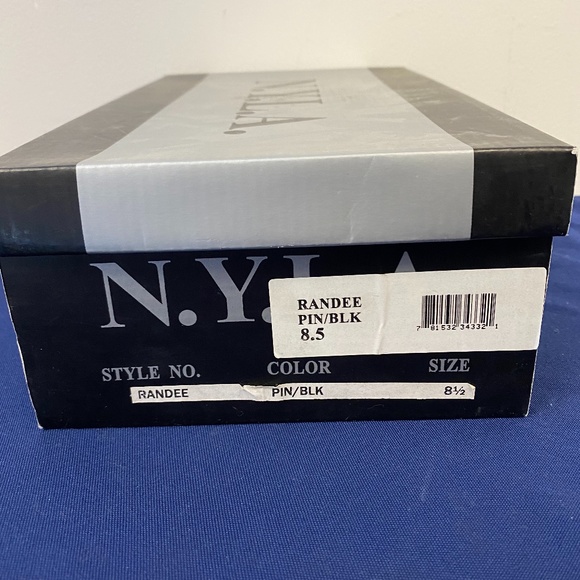 N.Y.L.A.
N.Y.L.A
RANDEE
PIN/BLK
8.5
7 81532 34332 1
STYLE NO. COLOR SIZE
RANDEE PIN/BLK 8½